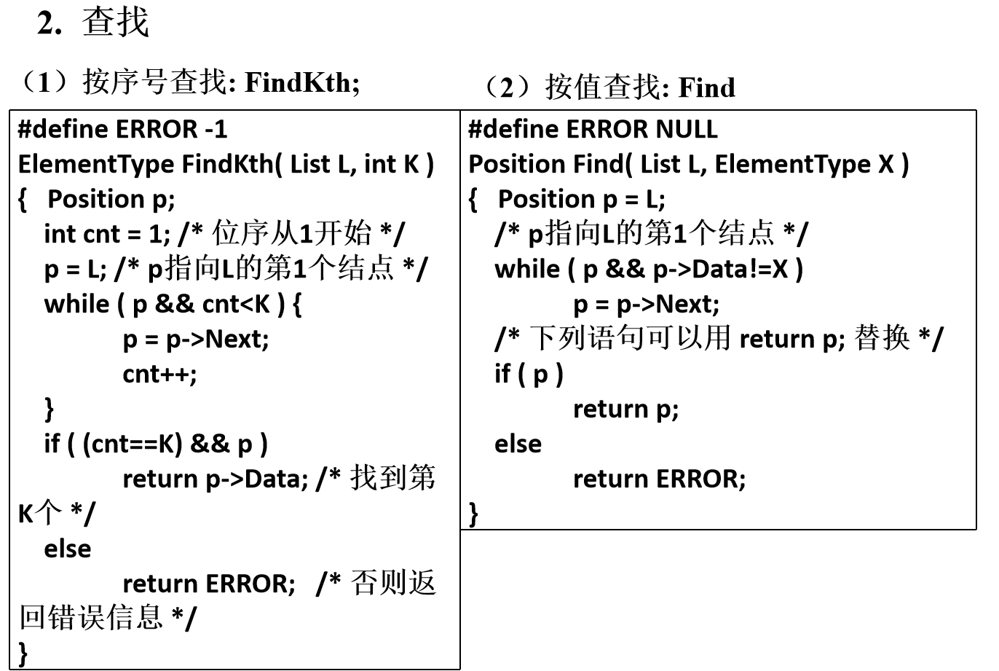 2. 查找
（1）按序号查找: FindKth;
#define ERROR -1
ElementType FindKth( List L, int K )
{ Position p;
int cnt = 1; /* 位序从1开始 */
p = L; /* p指向L的第1个结点 */
while ( p && cnt<K ) {
p = p->Next;
cnt++;
}
if ( (cnt==K) && p )
return p->Data; /* 找到第
K个 */
else
return ERROR; /* 否则返
回错误信息 */
}
（2）按值查找: Find
#define ERROR NULL
Position Find( List L, ElementType X )
{ Position p = L;
/* p指向L的第1个结点 */
while ( p && p->Data!=X )
p = p->Next;
/* 下列语句可以用 return p; 替换 */
if ( p )
return p;
else
return ERROR;
}